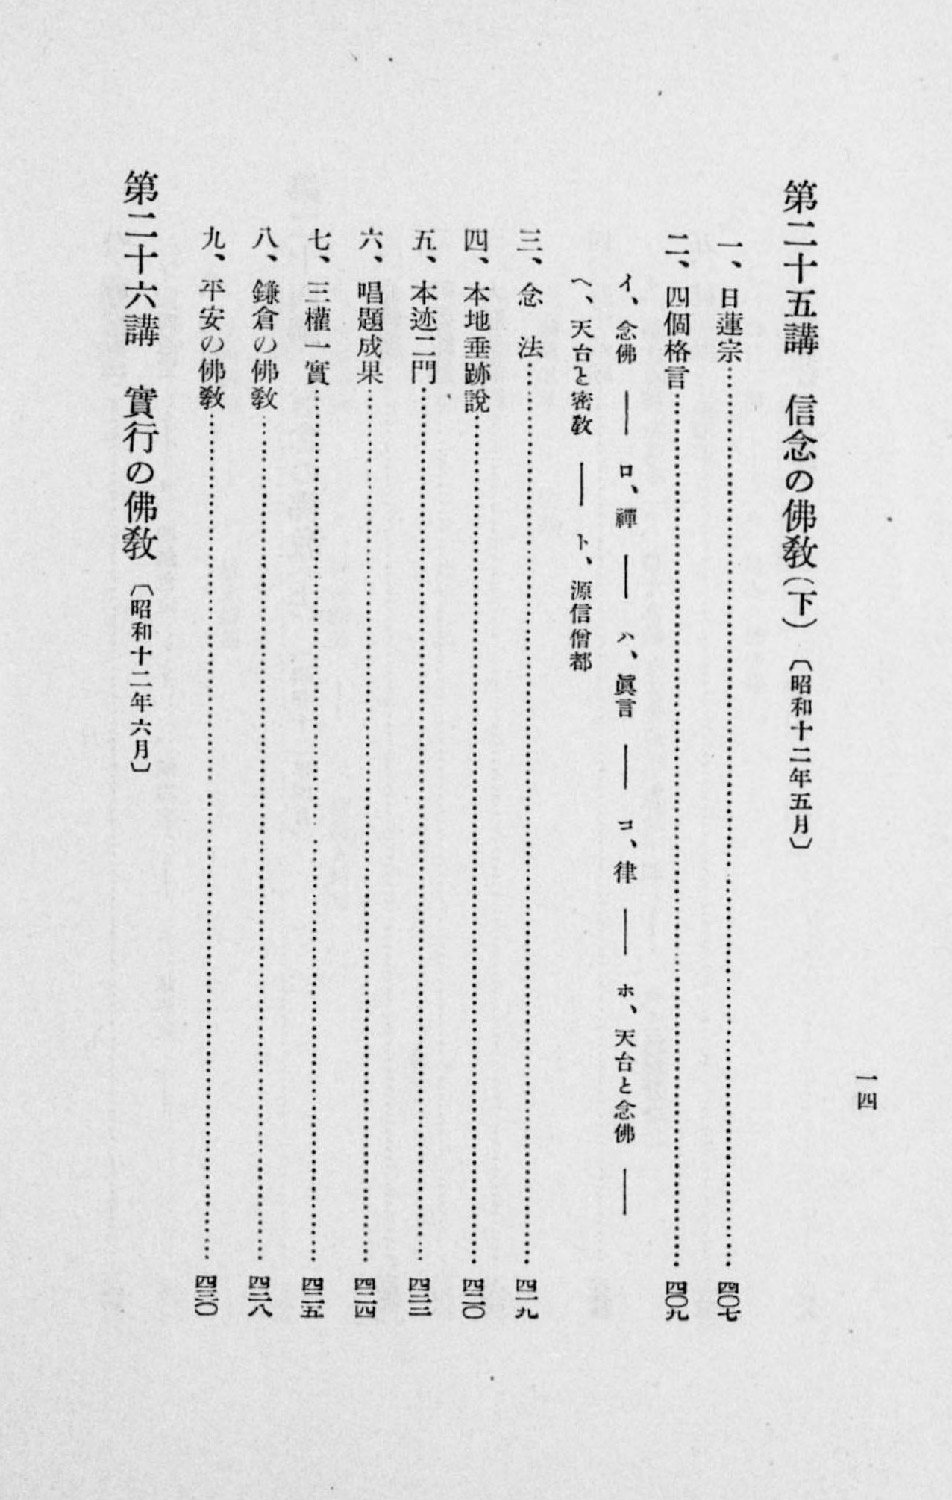 一四
第二十五講　信念の佛教(下)〔昭和十二年五月〕
一、日蓮宗……四〇七
二、四個格言……四〇九
イ、念佛 ── ロ、禪 ── ハ、眞言 ── コ、律 ── ホ、天台と念佛 ──
ヘ、天台と密教 ── ト、源信僧都
三、念　法……四一九
四、本地垂跡說……四二〇
五、本迹二門……四二二
六、唱題成果……四二四
七、三權一實……四二五
八、鎌倉の佛教……四二八
九、平安の佛教……四三〇
第二十六講　實行の佛教〔昭和十二年六月〕